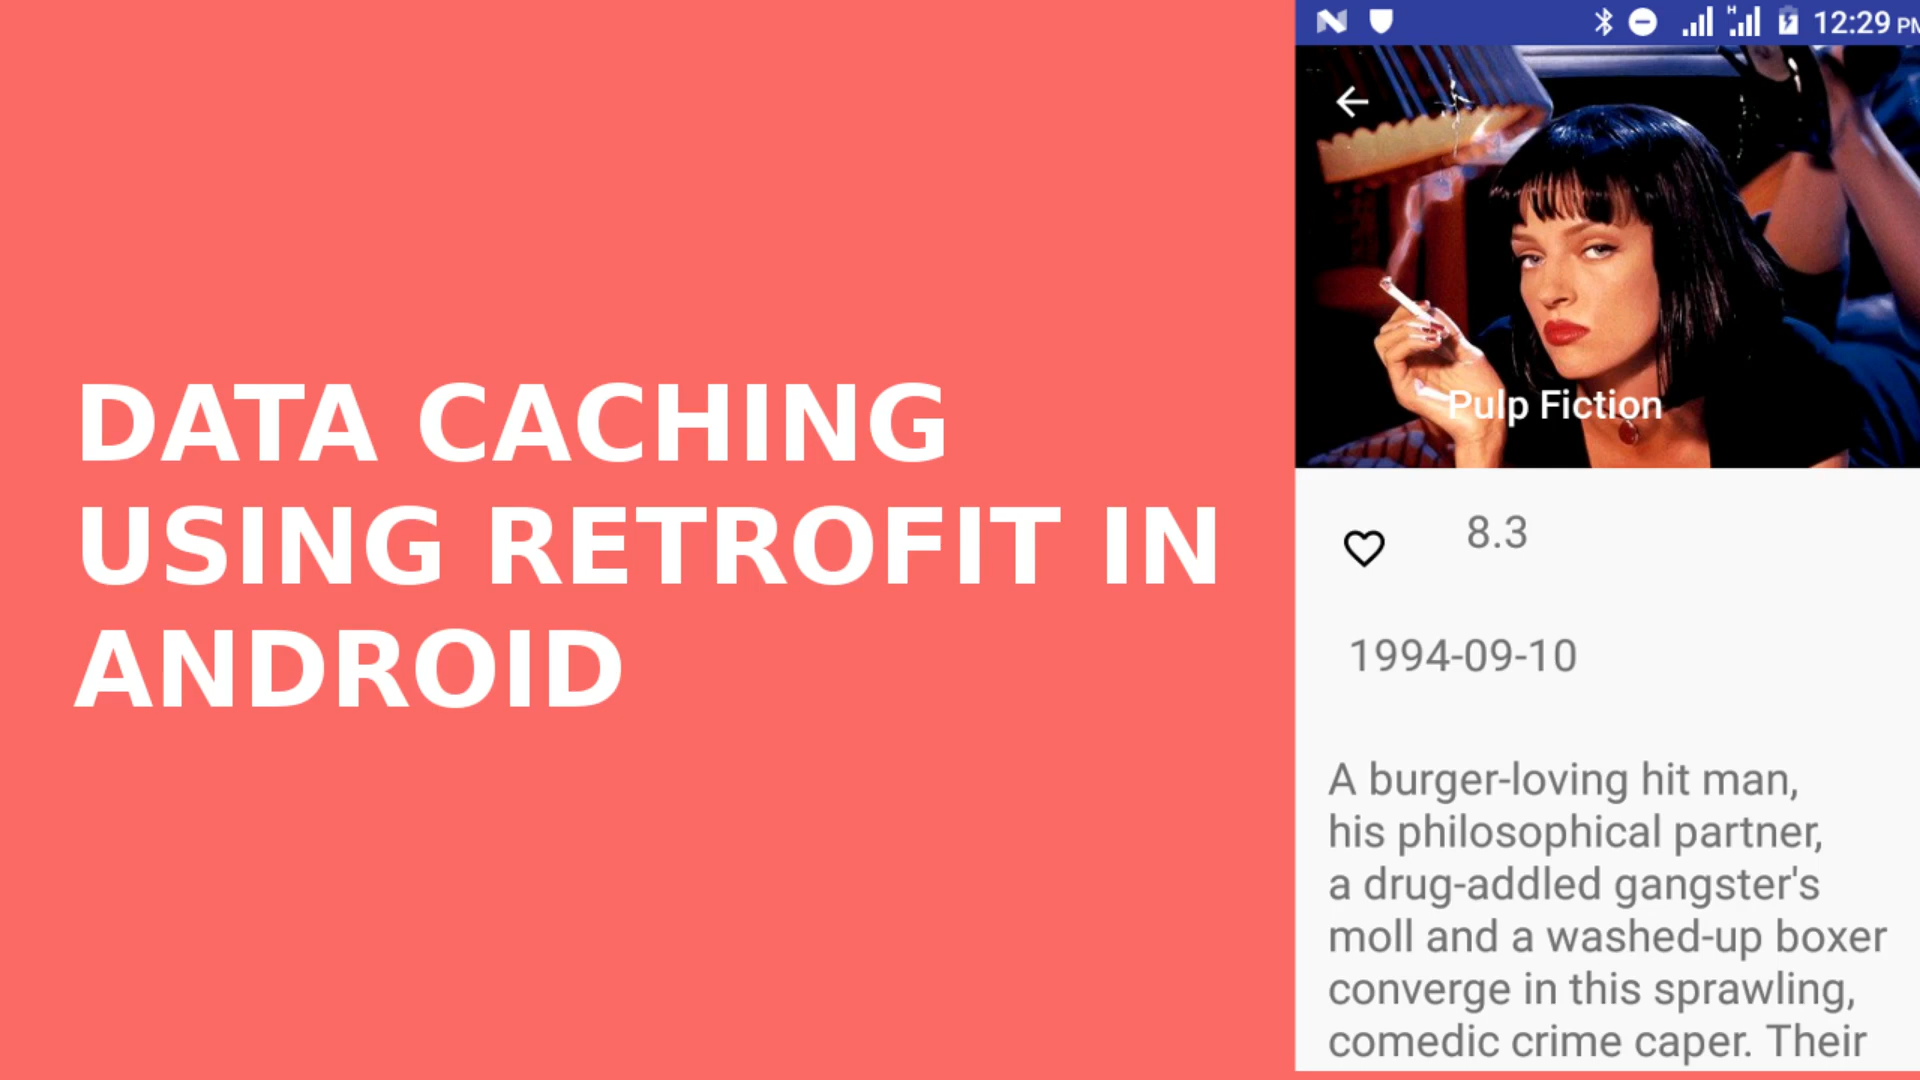 DATA CACHING
USING RETROFIT IN
ANDROID
H
12:29 PM
Pulp Fiction
8.3
1994-09-10
A burger-loving hit man,
his philosophical partner,
a drug-addled gangster's
moll and a washed-up boxer
converge in this sprawling,
comedic crime caper. Their